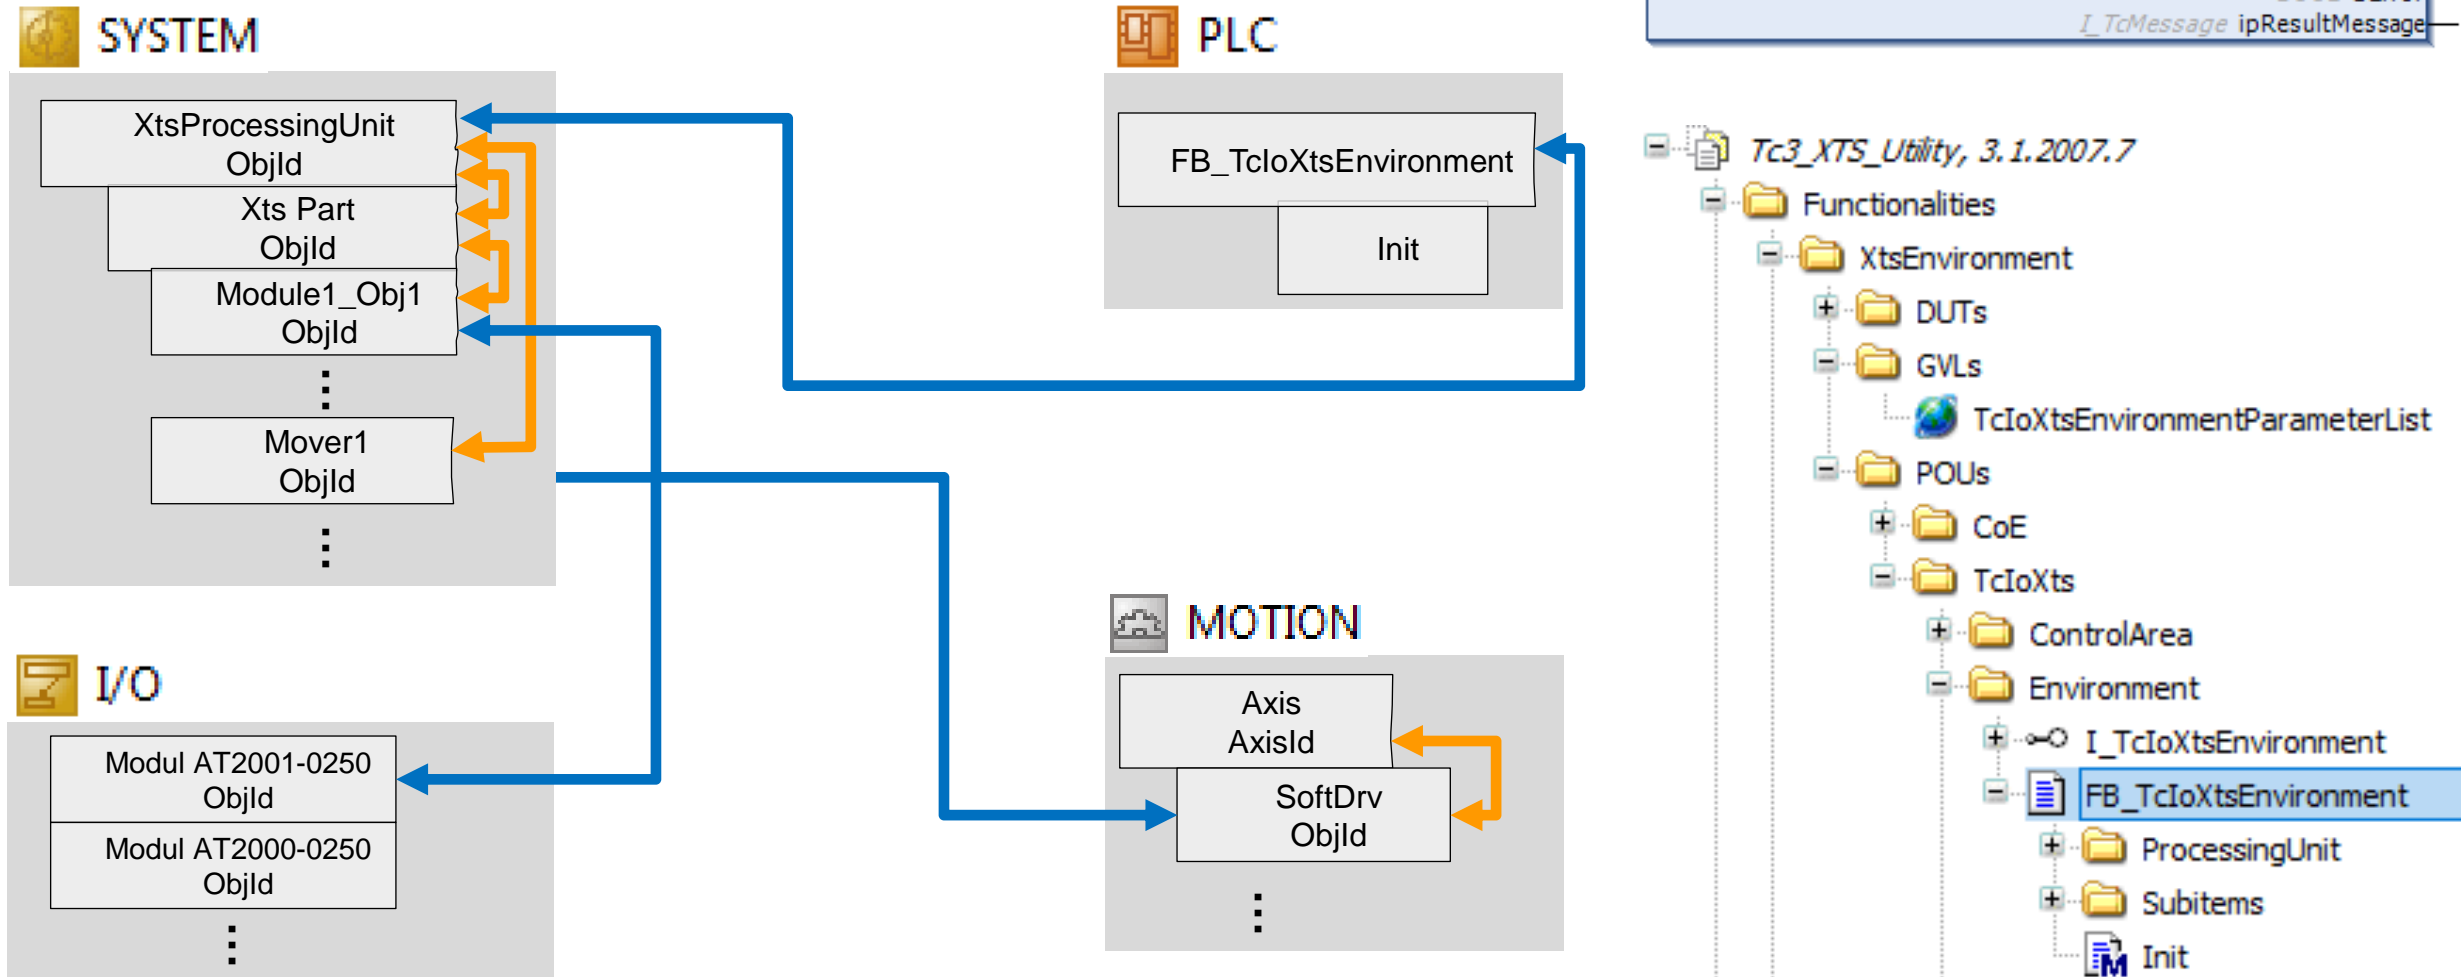 SYSTEM
XtsProcessingUnit
ObjId
Xts Part
ObjId
Module1_Obj1
ObjId
Mover1
ObjId
I/O
Modul AT2001-0250
ObjId
Modul AT2000-0250
ObjId
PLC
FB_TcIoXtsEnvironment
Init
MOTION
Axis
AxisId
SoftDrv
ObjId
I_TcMessage ipResultMessage
Tc3_XTS_Utility, 3.1.2007.7
Functionalities
XtsEnvironment
DUTs
GVLs
TcIoXtsEnvironmentParameterList
POUs
CoE
TcIoXts
ControlArea
Environment
I_TcIoXtsEnvironment
FB_TcIoXtsEnvironment
ProcessingUnit
Subitems
Init